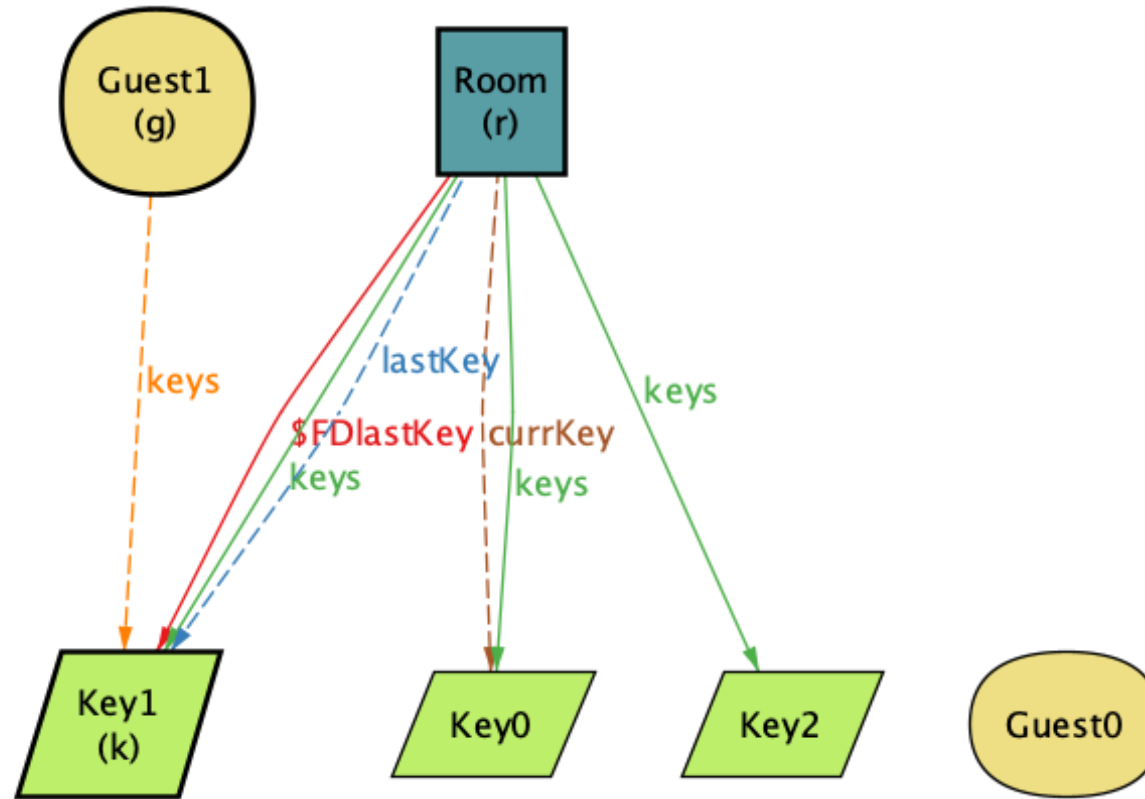 Guest1
(g)
Room
(r)
keys
lastKey
keys
$FDlastKey
currKey
keys
keys
Key1
(k)
Key0
Key2
Guest0